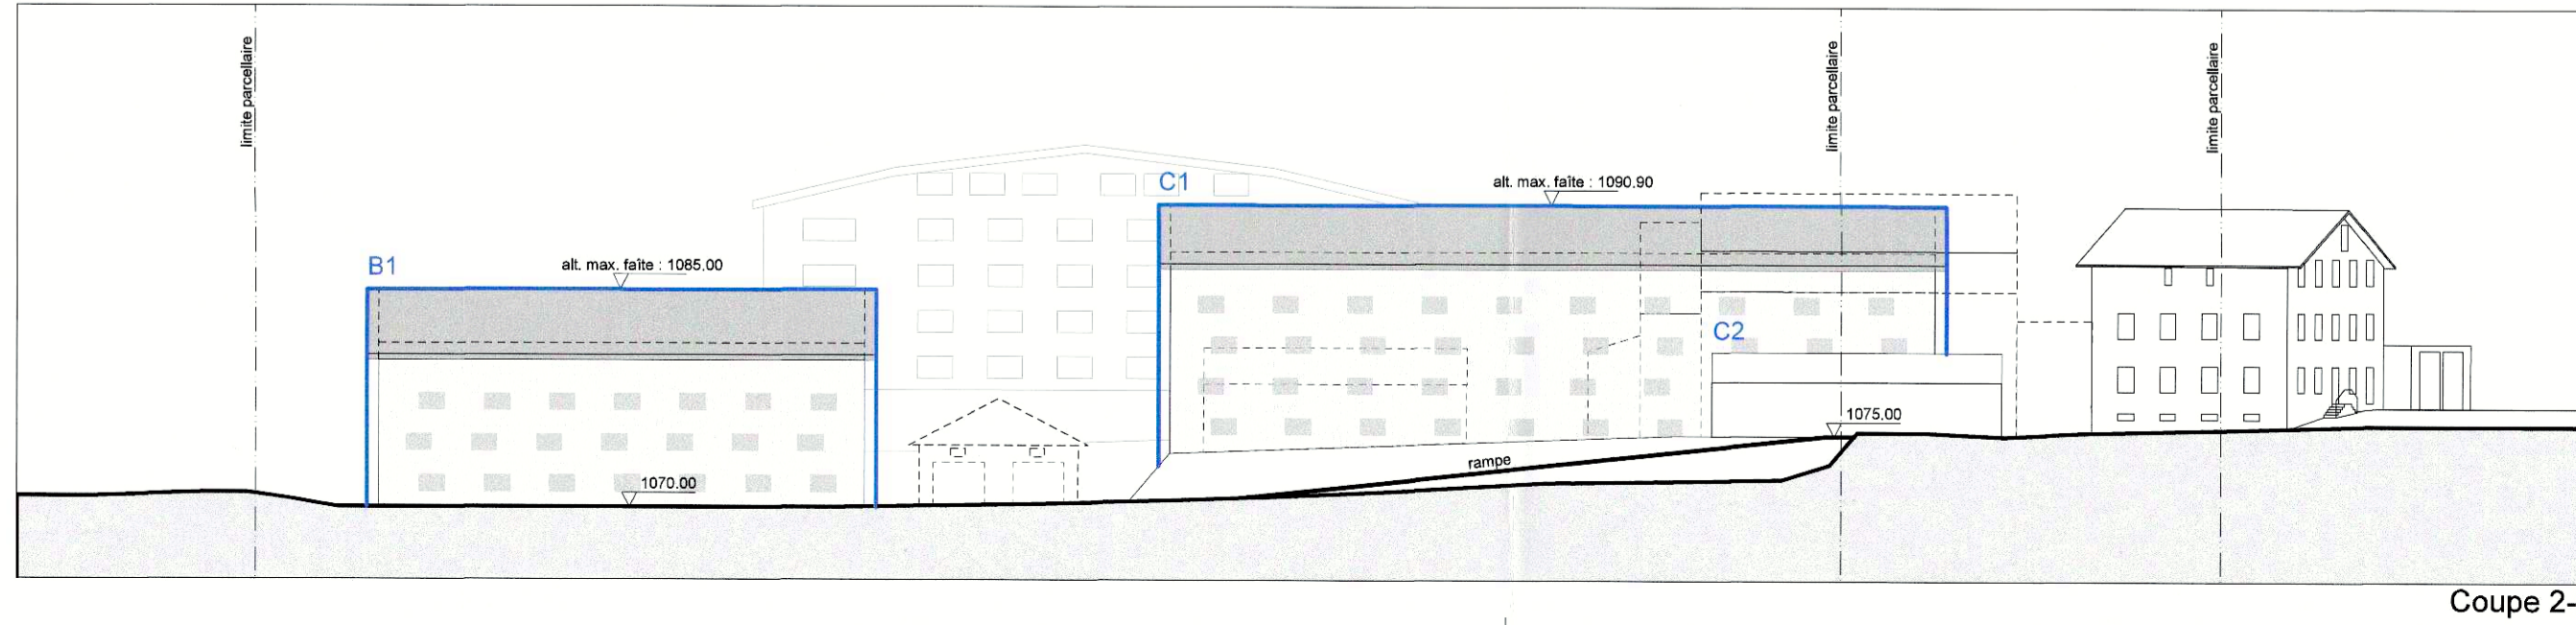 limite parcellaire
limite parcellaire
limite parcellaire
C1
alt. max. faîte : 1090.90
B1
alt. max. faîte : 1085.00
C2
1075.00
rampe
1070.00
Coupe 2-